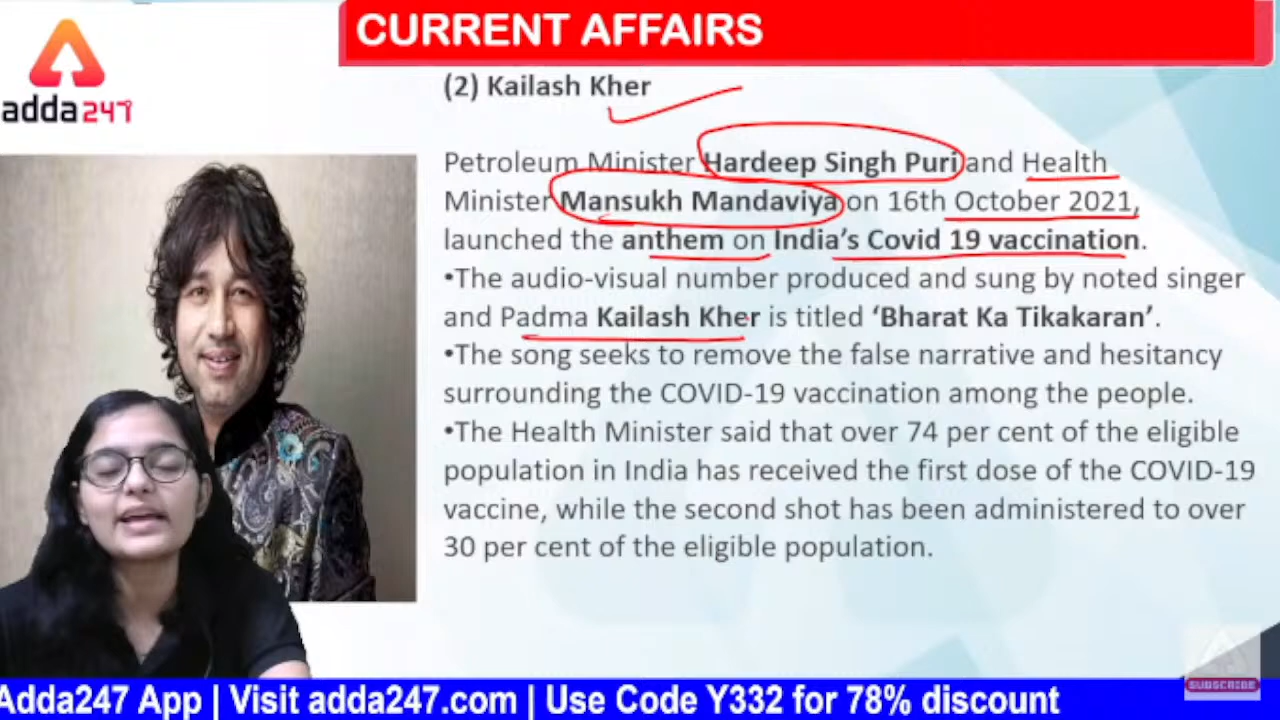 CURRENT AFFAIRS
adda247
(2) Kailash Kher
Petroleum Minister Hardeep Singh Puri and Health
Minister Mansukh Mandaviya on 16th October 2021,
launched the anthem on India's Covid 19 vaccination.
•The audio-visual number produced and sung by noted singer
and Padma Kailash Kher is titled ‘Bharat Ka Tikakaran’.
•The song seeks to remove the false narrative and hesitancy
surrounding the COVID-19 vaccination among the people.
•The Health Minister said that over 74 per cent of the eligible
population in India has received the first dose of the COVID-19
vaccine, while the second shot has been administered to over
30 per cent of the eligible population.
SUBSCRIBE
Adda247 App | Visit adda247.com | Use Code Y332 for 78% discount